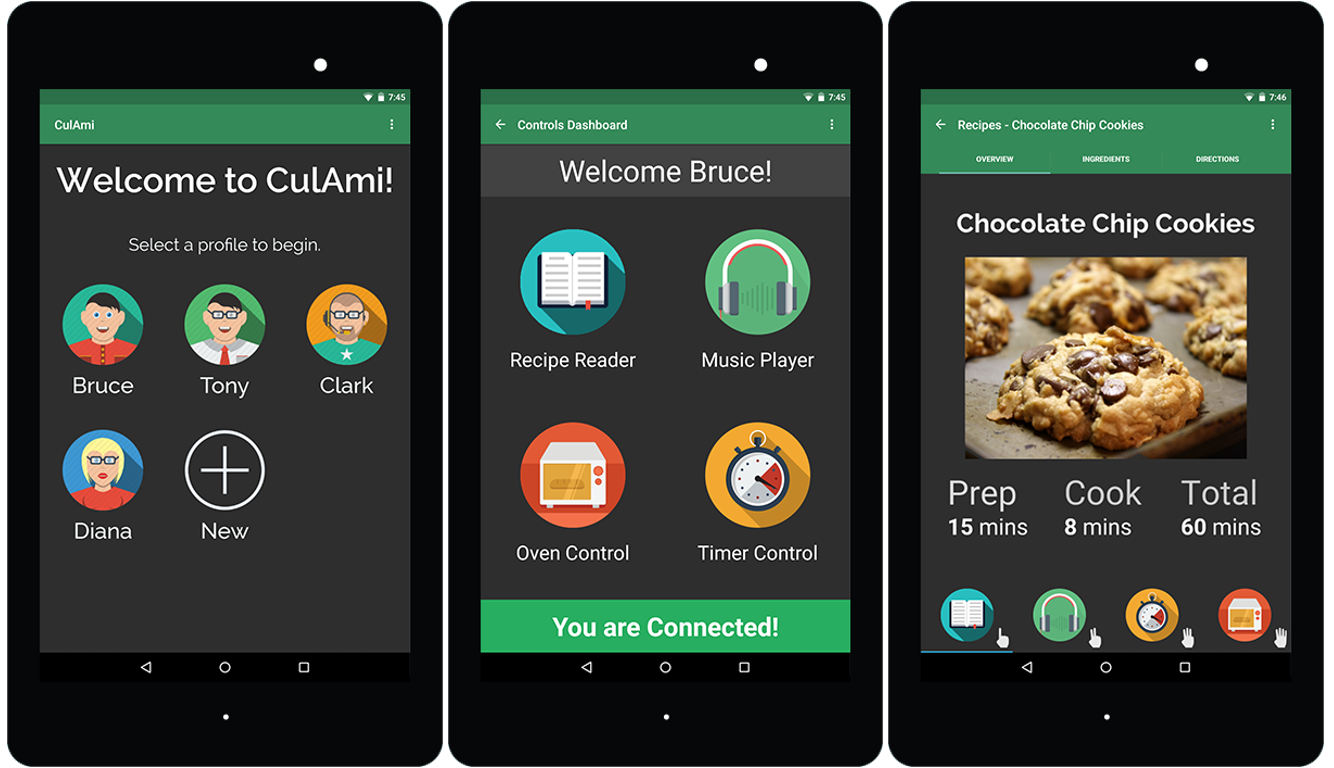 7:45
CulAmi
Welcome to CulAmi!
Select a profile to begin.
Bruce
Tony
Clark
Diana
New
7:45
Controls Dashboard
Welcome Bruce!
Recipe Reader
Music Player
Oven Control
Timer Control
You are Connected!
7:46
Recipes - Chocolate Chip Cookies
OVERVIEW
INGREDIENTS
DIRECTIONS
Chocolate Chip Cookies
Prep
Cook
Total
15 mins
8 mins
60 mins